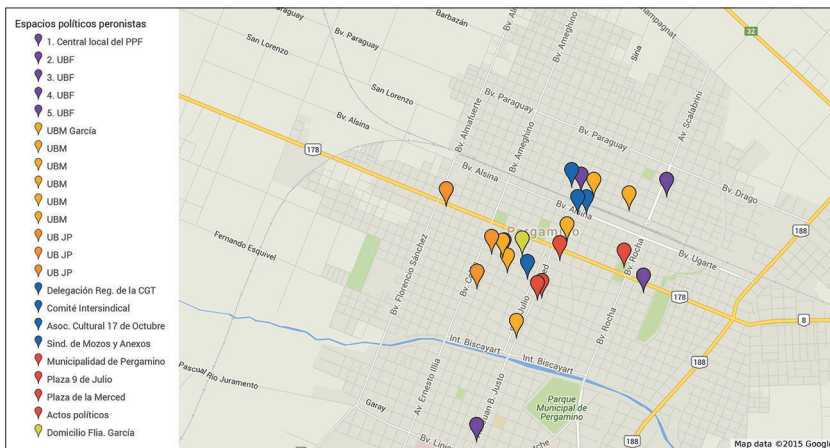 Espacios políticos peronistas
1. Central local del PPF
2. UBF
3. UBF
4. UBF
5. UBF
UBM García
UBM
UBM
UBM
UBM
UBM
UB JP
UB JP
UB JP
Delegación Reg. de la CGT
Comité Intersindical
Asoc. Cultural 17 de Octubre
Sind. de Mozos y Anexos
Municipalidad de Pergamino
Plaza 9 de Julio
Plaza de la Merced
Actos políticos
Domicilio Flia. García
Paraguay
Barbazán
San Lorenzo
Bv. Paraguay
San Lorenzo
Bv. Alsina
Bv. Almafuerte
Bv. Ameghino
Bv. Ameghino
Siria
32
Bv. Paraguay
Bv. Paraguay
Av. Scalabrini
Bv. Drago
178
Bv. Alsina
Bv. Alsina
188
Pergamino
Bv. Ugarte
Fernando Esquivel
Bv. Florencio Sánchez
Bv. Rocha
178
8
Bv. Rocha
Int. Biscayart
Int. Biscayart
188
Pascual Río Juramento
Av. Ernesto Illia
Juan B. Justo
Parque
Municipal de
Pergamino
Garay
188
Map data ©2015 Google